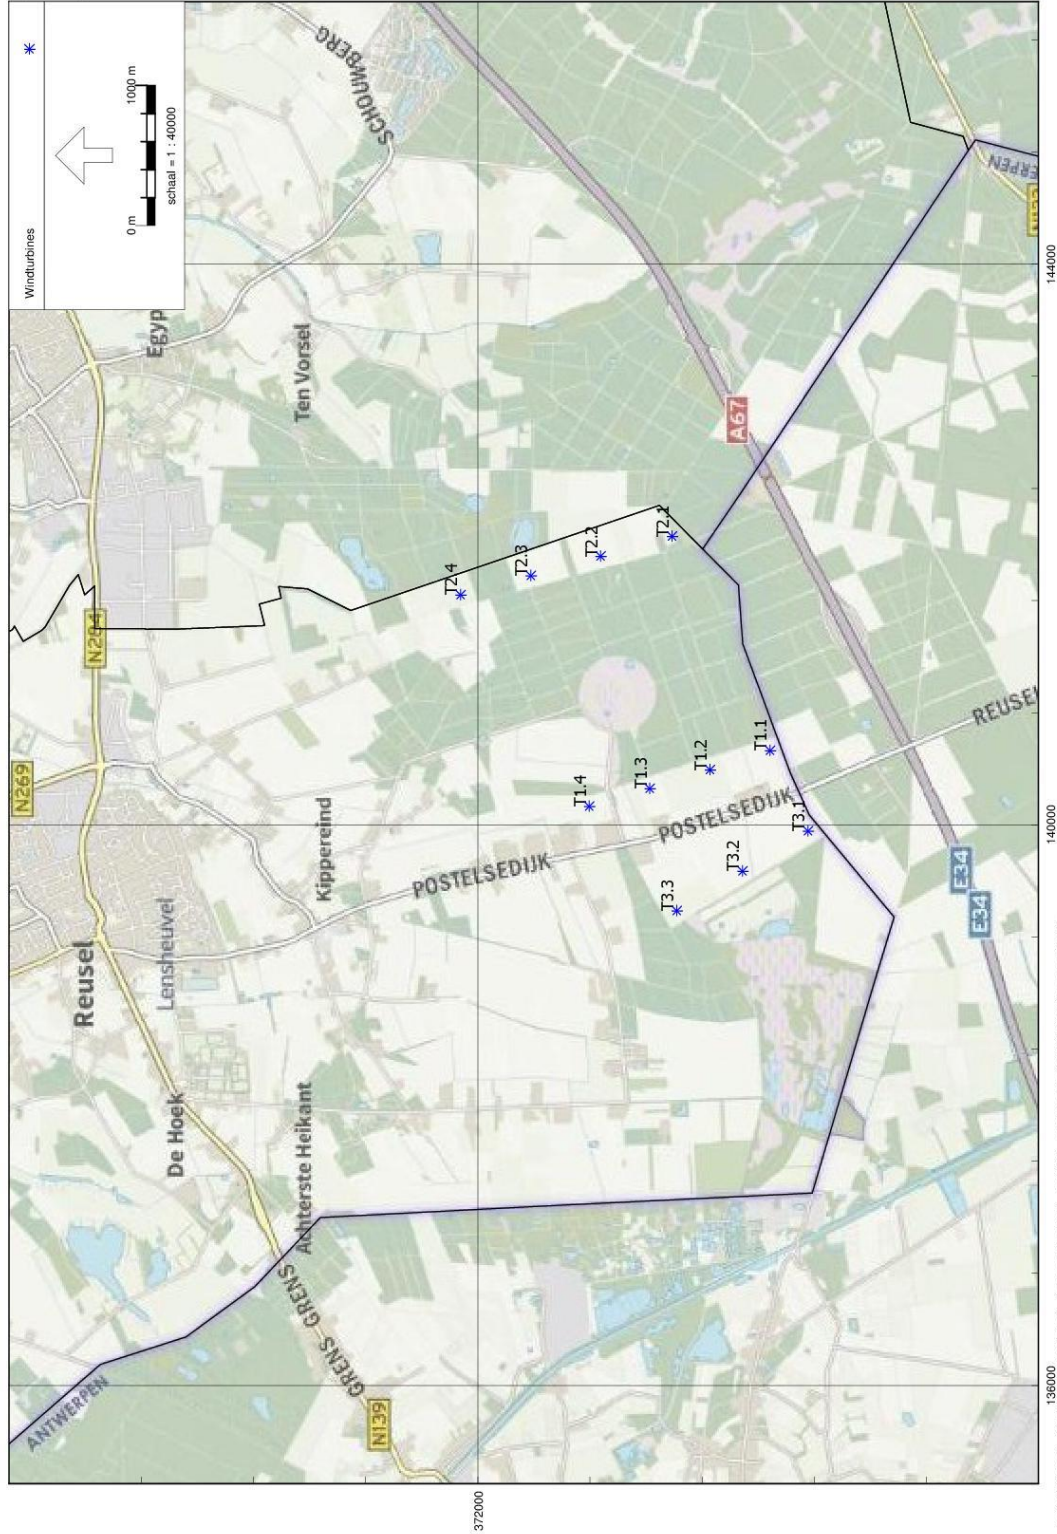 Windturbines
0 m
1000 m
schaal = 1 : 40000
SCHOUWBERG
Egyp
Ten Vorsel
N284
N269
Reusel
Lensheuvel
Kippereind
De Hoek
Achterste Heikant
POSTELSEDIJK
POSTELSEDIJK
T2.4
T2.3
T2.2
T2.1
T1.4
T1.3
T1.2
T1.1
T3.3
T3.2
T3.1
A67
E34
E34
REUSEL
ERPEN
ANTWERPEN
GRENS
GRENS
N139
136000
140000
144000
372000